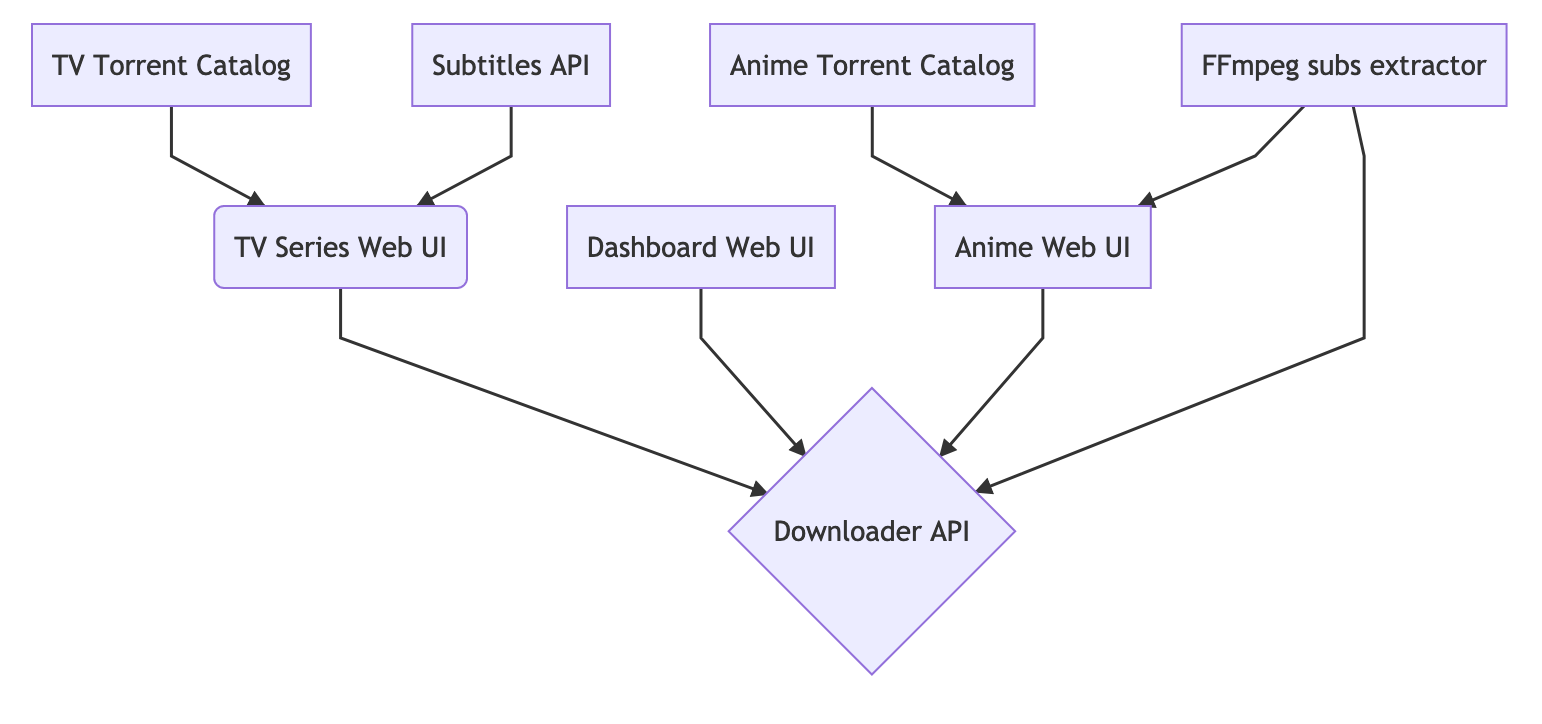 TV Torrent Catalog
Subtitles API
Anime Torrent Catalog
FFmpeg subs extractor
TV Series Web UI
Dashboard Web UI
Anime Web UI
Downloader API